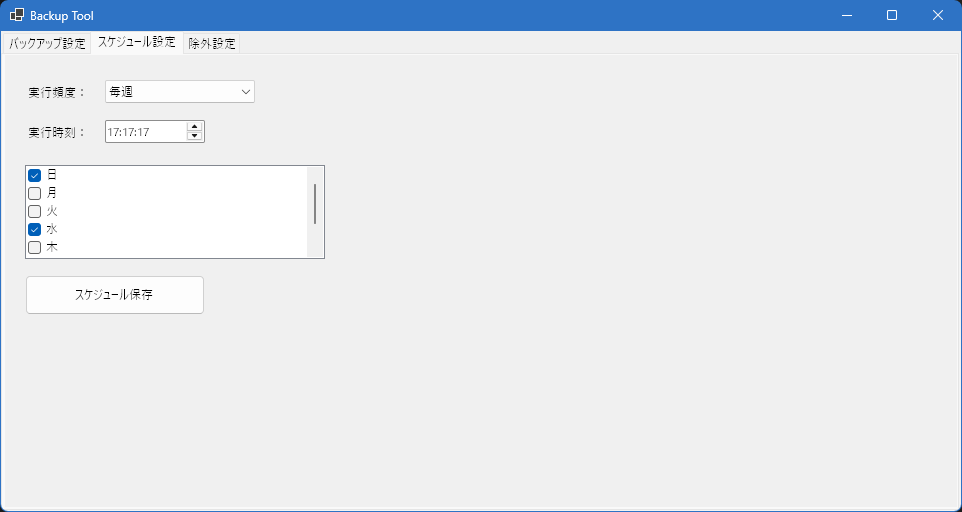 Backup Tool
バックアップ設定 スケジュール設定 除外設定
実行頻度： 毎週
実行時刻： 17:17:17
日
月
火
水
木
スケジュール保存